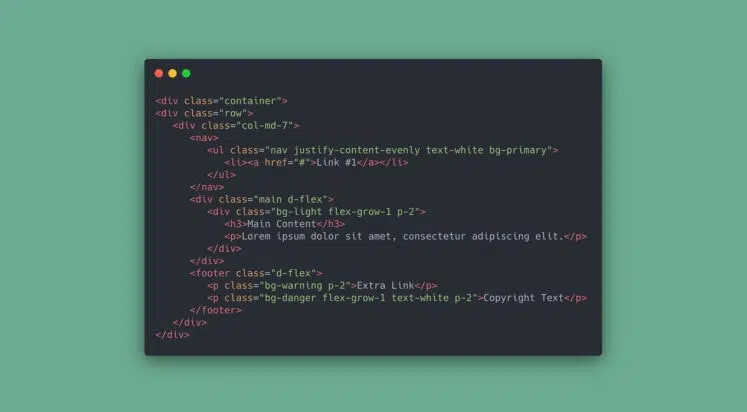 <div class="container">
<div class="row">
<div class="col-md-7">
<nav>
<ul class="nav justify-content-evenly text-white bg-primary">
<li><a href="#">Link #1</a></li>
</ul>
</nav>
<div class="main d-flex">
<div class="bg-light flex-grow-1 p-2">
<h3>Main Content</h3>
<p>Lorem ipsum dolor sit amet, consectetur adipiscing elit.</p>
</div>
</div>
<footer class="d-flex">
<p class="bg-warning p-2">Extra Link</p>
<p class="bg-danger flex-grow-1 text-white p-2">Copyright Text</p>
</footer>
</div>
</div>